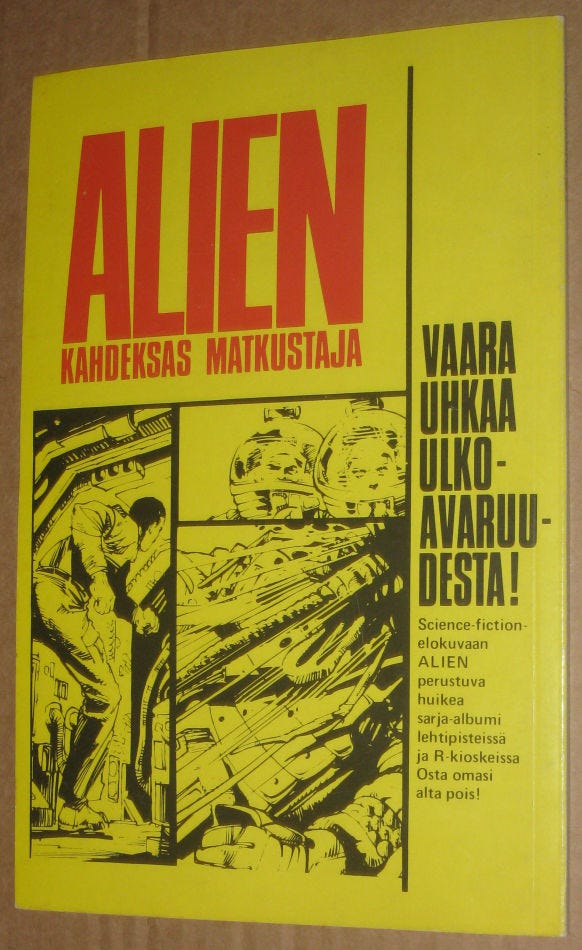 ALIEN
KAHDEKSAS MATKUSTAJA
VAARA
UHKAA
ULKO-
AVARUU-
DESTA!
Science-fiction-
elokuvaan
ALIEN
perustuva
huikea
sarja-albumi
lehtipisteissä
ja R-kioskeissa
Osta omasi
alta pois!